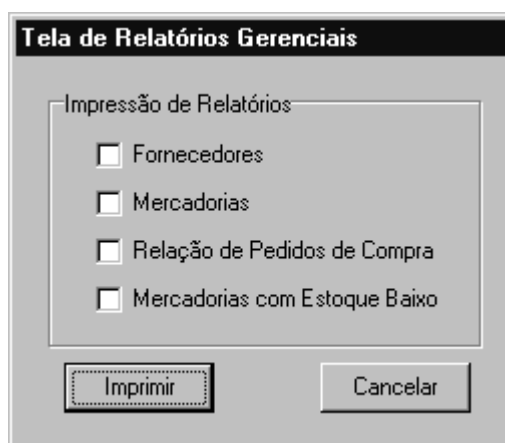 Tela de Relatórios Gerenciais
Impressão de Relatórios
Fornecedores
Mercadorias
Relação de Pedidos de Compra
Mercadorias com Estoque Baixo
Imprimir Cancelar